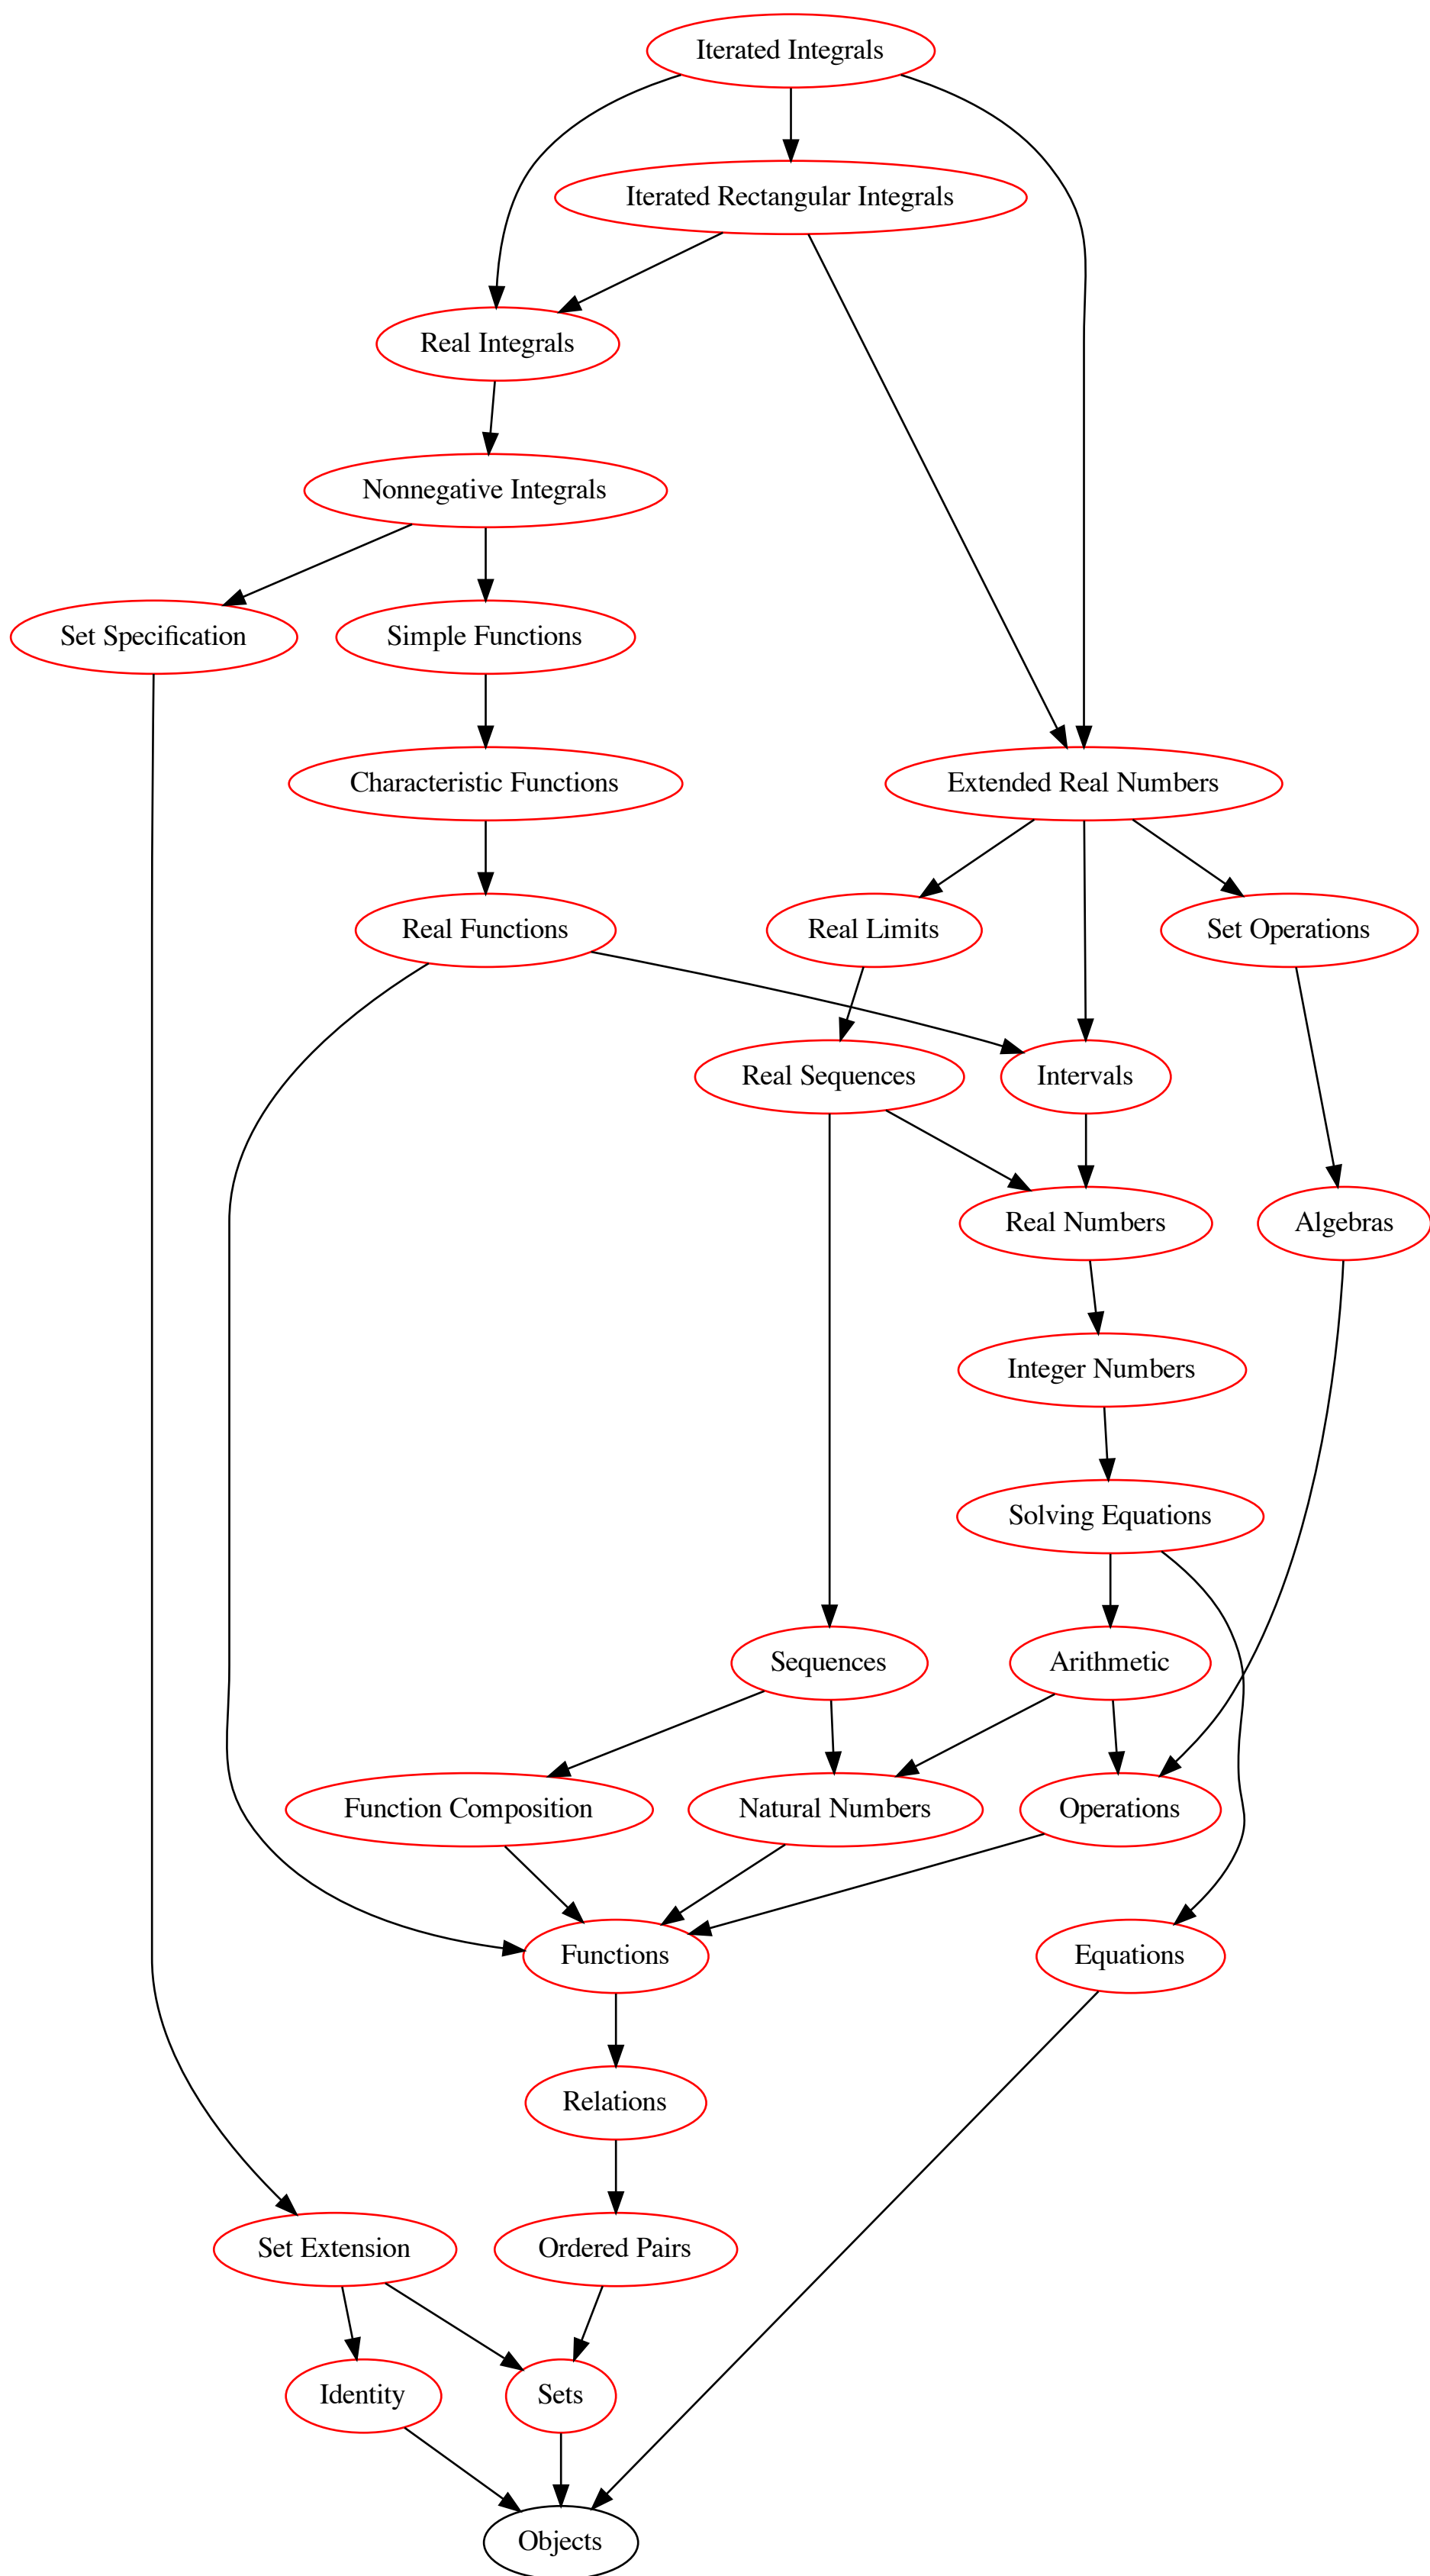 Iterated Integrals
Iterated Rectangular Integrals
Real Integrals
Nonnegative Integrals
Set Specification
Simple Functions
Characteristic Functions
Extended Real Numbers
Real Functions
Real Limits
Set Operations
Real Sequences
Intervals
Real Numbers
Algebras
Integer Numbers
Solving Equations
Sequences
Arithmetic
Function Composition
Natural Numbers
Operations
Functions
Equations
Relations
Set Extension
Ordered Pairs
Identity
Sets
Objects